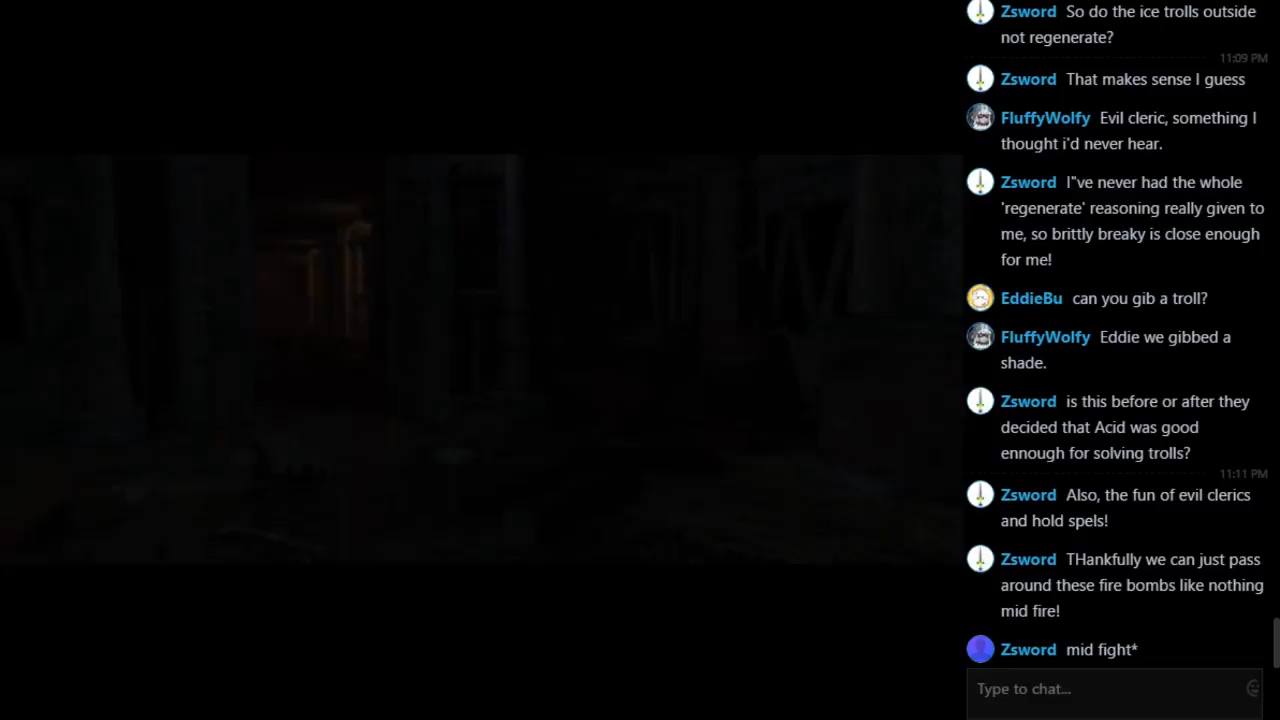 Zsword So do the ice trolls outside
not regenerate?
11:09 PM
Zsword That makes sense I guess
FluffyWolfy Evil cleric, something I
thought i'd never hear.
Zsword I"ve never had the whole
'regenerate' reasoning really given to
me, so brittly breaky is close enough
for me!
EddieBu can you gib a troll?
FluffyWolfy Eddie we gibbed a
shade.
Zsword is this before or after they
decided that Acid was good
ennough for solving trolls?
11:11 PM
Zsword Also, the fun of evil clerics
and hold spels!
Zsword THankfully we can just pass
around these fire bombs like nothing
mid fire!
Zsword mid fight*
Type to chat...